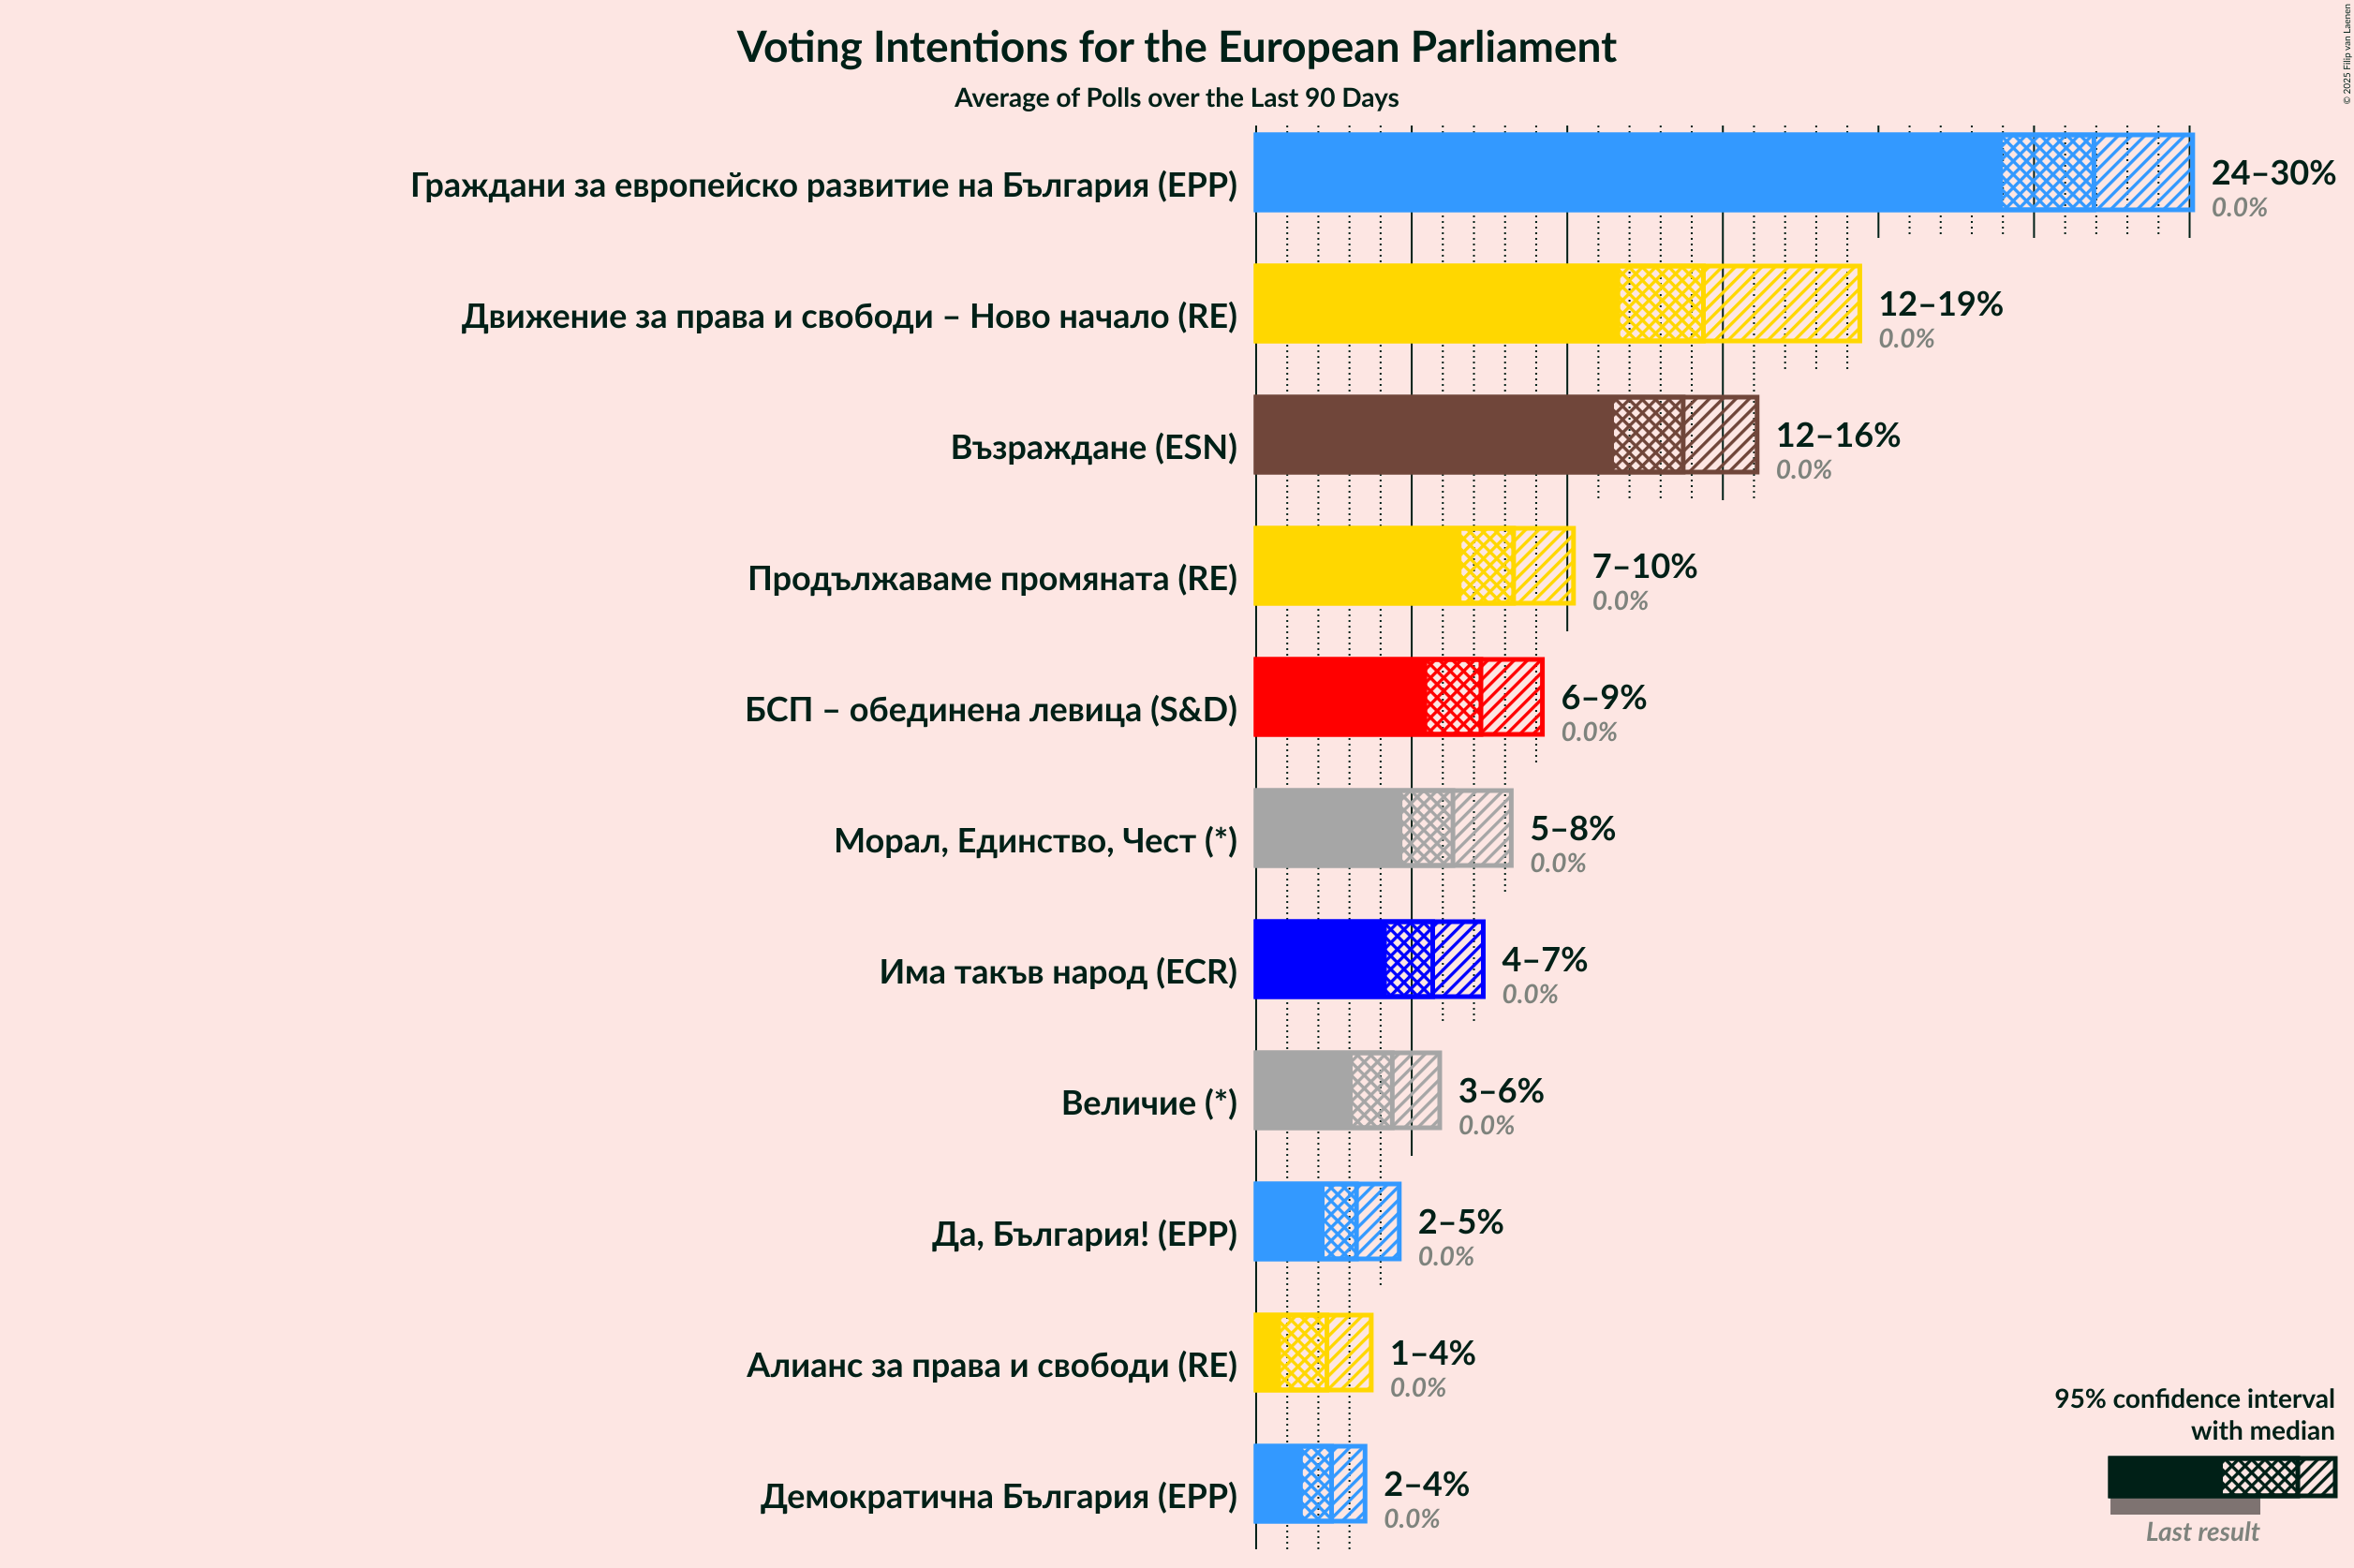 Voting Intentions for the European Parliament
Average of Polls over the Last 90 Days
© 2025 Filip van Laenen
Граждани за европейско развитие на България (EPP)
24–30%
0.0%
Движение за права и свободи – Ново начало (RE)
12–19%
0.0%
Възраждане (ESN)
12–16%
0.0%
Продължаваме промяната (RE)
7–10%
0.0%
БСП – обединена левица (S&D)
6–9%
0.0%
Морал, Единство, Чест (*)
5–8%
0.0%
Има такъв народ (ECR)
4–7%
0.0%
Величие (*)
3–6%
0.0%
Да, България! (EPP)
2–5%
0.0%
Алианс за права и свободи (RE)
1–4%
0.0%
Демократична България (EPP)
2–4%
0.0%
95% confidence interval
with median
Last result